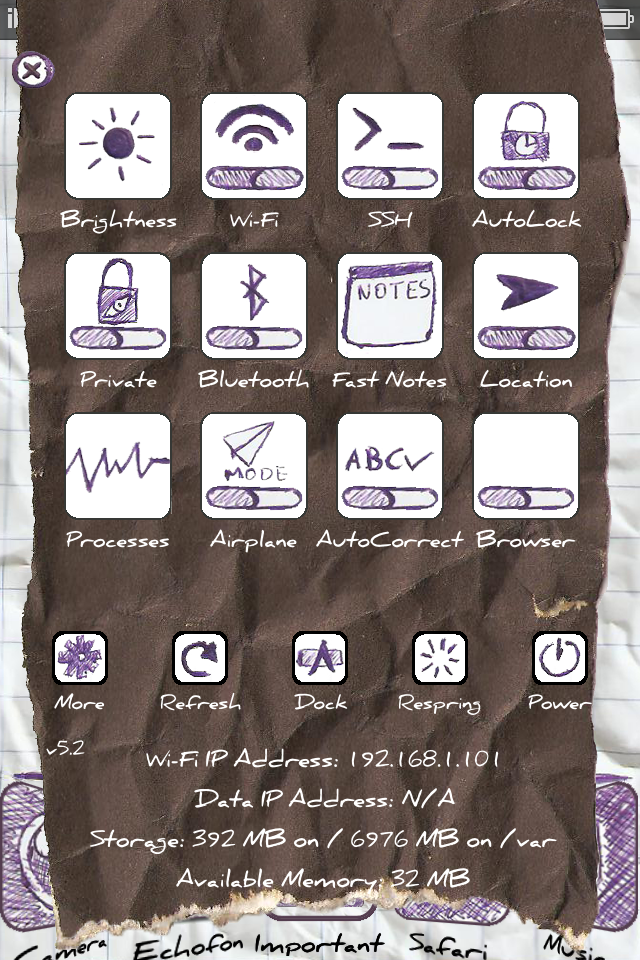 Brightness Wi-Fi SSH AutoLock
NOTES
Private Bluetooth Fast Notes Location
MODE ABC
Processes Airplane AutoCorrect Browser
A
More Refresh Dock Respring Power
v5.2
Wi-Fi IP Address: 192.168.1.101
Data IP Address: N/A
Storage: 392 MB on / 6976 MB on /var
Available Memory: 32 MB
Camera Echofon Important Safari Music